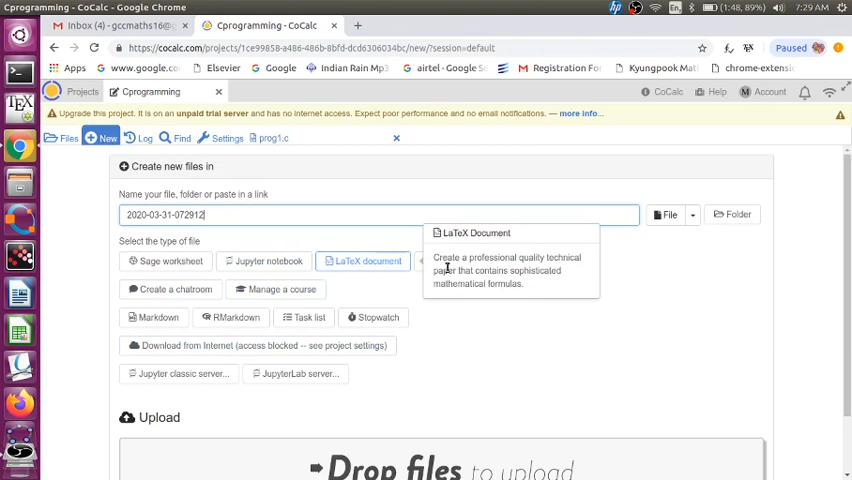 Cprogramming - CoCalc - Google Chrome
En
(1:48, 89%)
7:29 AM
Inbox (4) - gccmaths16@g
Cprogramming - CoCalc
https://cocalc.com/projects/1ce99858-a486-486b-8bfd-dcd6306034bc/new/?session=default
Paused
Apps
www.google.com
Elsevier
Google
Indian Rain Mp3
airtel - Google Se
Registration For
Kyungpook Mat
chrome-extensi
Projects
Cprogramming
CoCalc
Help
Account
Upgrade this project. It is on an unpaid trial server and has no internet access. Expect poor performance and no email notifications. — more info...
Files
New
Log
Find
Settings
prog1.c
Create new files in
Name your file, folder or paste in a link
2020-03-31-072912
File
Folder
Select the type of file
Sage worksheet
Jupyter notebook
LaTeX document
LaTeX Document
Create a professional quality technical
paper that contains sophisticated
mathematical formulas.
Create a chatroom
Manage a course
Markdown
RMarkdown
Task list
Stopwatch
Download from Internet (access blocked -- see project settings)
Jupyter classic server...
JupyterLab server...
Upload
Drop files to upload